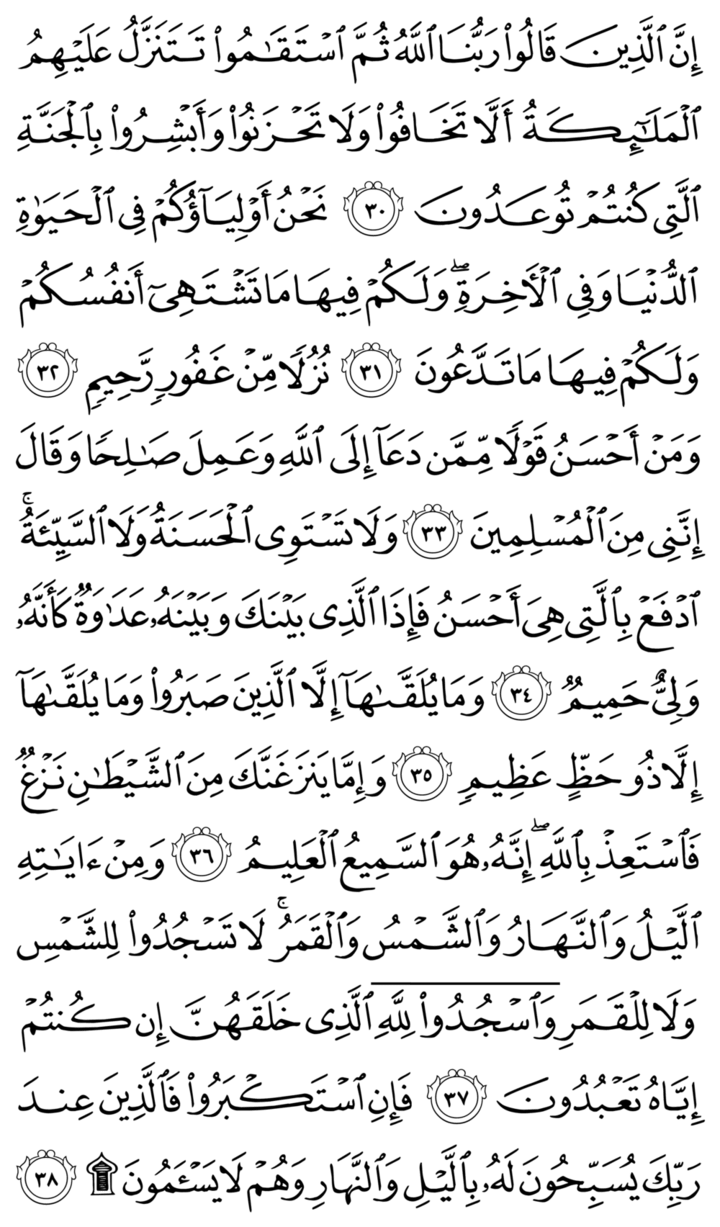 إِنَّ ٱلَّذِينَ قَالُوا۟ رَبُّنَا ٱللَّهُ ثُمَّ ٱسْتَقَـٰمُوا۟ تَتَنَزَّلُ عَلَيْهِمُ
ٱلْمَلَـٰٓئِكَةُ أَلَّا تَخَافُوا۟ وَلَا تَحْزَنُوا۟ وَأَبْشِرُوا۟ بِٱلْجَنَّةِ
ٱلَّتِى كُنتُمْ تُوعَدُونَ ٣٠ نَحْنُ أَوْلِيَآؤُكُمْ فِى ٱلْحَيَوٰةِ
ٱلدُّنْيَا وَفِى ٱلْـَٔاخِرَةِ ۖ وَلَكُمْ فِيهَا مَا تَشْتَهِىٓ أَنفُسُكُمْ
وَلَكُمْ فِيهَا مَا تَدَّعُونَ ٣١ نُزُلًا مِّنْ غَفُورٍ رَّحِيمٍ ٣٢
وَمَنْ أَحْسَنُ قَوْلًا مِّمَّن دَعَآ إِلَى ٱللَّهِ وَعَمِلَ صَـٰلِحًا وَقَالَ
إِنَّنِى مِنَ ٱلْمُسْلِمِينَ ٣٣ وَلَا تَسْتَوِى ٱلْحَسَنَةُ وَلَا ٱلسَّيِّئَةُ ۚ
ٱدْفَعْ بِٱلَّتِى هِىَ أَحْسَنُ فَإِذَا ٱلَّذِى بَيْنَكَ وَبَيْنَهُۥ عَدَٰوَةٌ كَأَنَّهُۥ
وَلِىٌّ حَمِيمٌ ٣٤ وَمَا يُلَقَّىٰهَآ إِلَّا ٱلَّذِينَ صَبَرُوا۟ وَمَا يُلَقَّىٰهَآ
إِلَّا ذُو حَظٍّ عَظِيمٍ ٣٥ وَإِمَّا يَنزَغَنَّكَ مِنَ ٱلشَّيْطَـٰنِ نَزْغٌ
فَٱسْتَعِذْ بِٱللَّهِ ۖ إِنَّهُۥ هُوَ ٱلسَّمِيعُ ٱلْعَلِيمُ ٣٦ وَمِنْ ءَايَـٰتِهِ
ٱلَّيْلُ وَٱلنَّهَارُ وَٱلشَّمْسُ وَٱلْقَمَرُ ۚ لَا تَسْجُدُوا۟ لِلشَّمْسِ
وَلَا لِلْقَمَرِ وَٱسْجُدُوا۟ لِلَّهِ ٱلَّذِى خَلَقَهُنَّ إِن كُنتُمْ
إِيَّاهُ تَعْبُدُونَ ٣٧ فَإِنِ ٱسْتَكْبَرُوا۟ فَٱلَّذِينَ عِندَ
رَبِّكَ يُسَبِّحُونَ لَهُۥ بِٱلَّيْلِ وَٱلنَّهَارِ وَهُمْ لَا يَسْـَٔمُونَ ۩ ٣٨